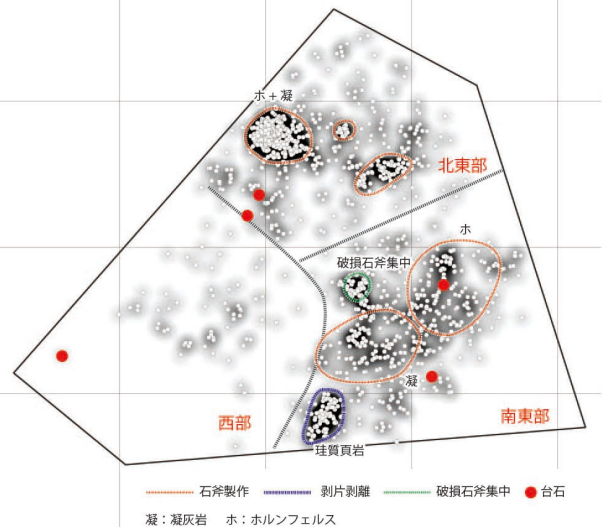 ホ + 凝
北東部
ホ
破損石斧集中
凝
西部
南東部
珪質頁岩
石斧製作 剥片剥離 破損石斧集中 台石
凝：凝灰岩 ホ：ホルンフェルス